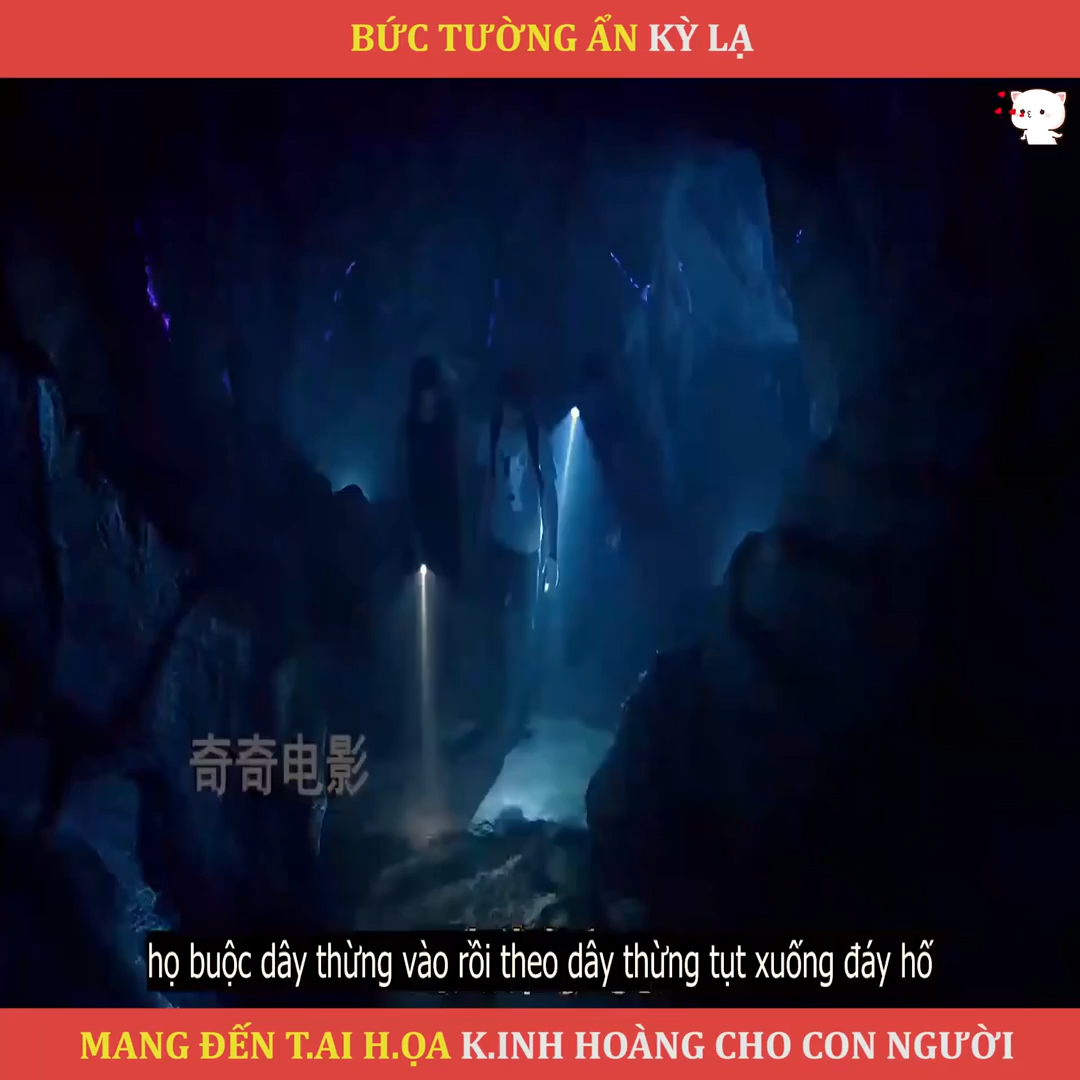 BỨC TƯỜNG ẨN KỲ LẠ
奇奇电影
họ buộc dây thừng vào rồi theo dây thừng tụt xuống đáy hố
MANG ĐẾN T.AI H.ỌA K.INH HOÀNG CHO CON NGƯỜI